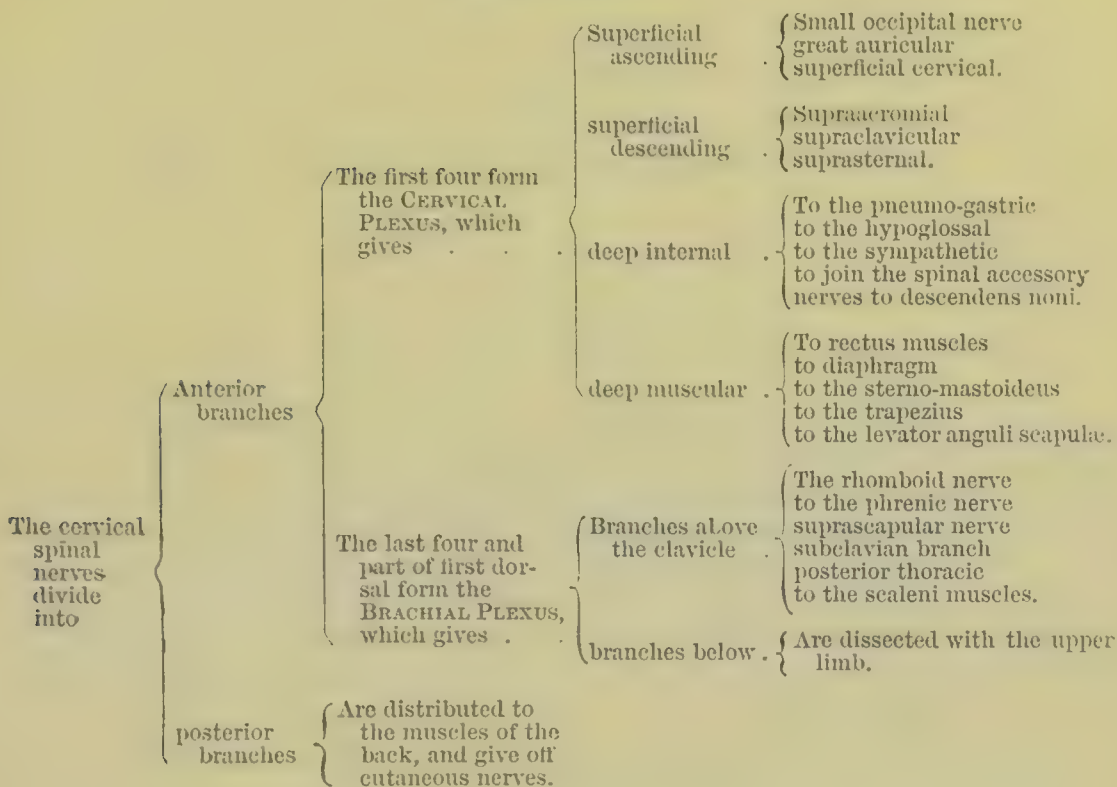 The cervical
spinal
nerves
divide
into
Anterior
branches
The first four form
the CERVICAL
PLEXUS, which
gives . . .
Superficial
ascending .
Small occipital nerve
great auricular
superficial cervical.
superficial
descending .
Supraacromial
supraclavicular
suprasternal.
deep internal .
To the pneumo-gastric
to the hypoglossal
to the sympathetic
to join the spinal accessory
nerves to descendens noni.
deep muscular .
To rectus muscles
to diaphragm
to the sterno-mastoideus
to the trapezius
to the levator anguli scapulæ.
The last four and
part of first dor-
sal form the
BRACHIAL PLEXUS,
which gives . .
Branches above
the clavicle .
The rhomboid nerve
to the phrenic nerve
suprascapular nerve
subclavian branch
posterior thoracic
to the scaleni muscles.
branches below .
Are dissected with the upper
limb.
posterior
branches .
Are distributed to
the muscles of the
back, and give off
cutaneous nerves.